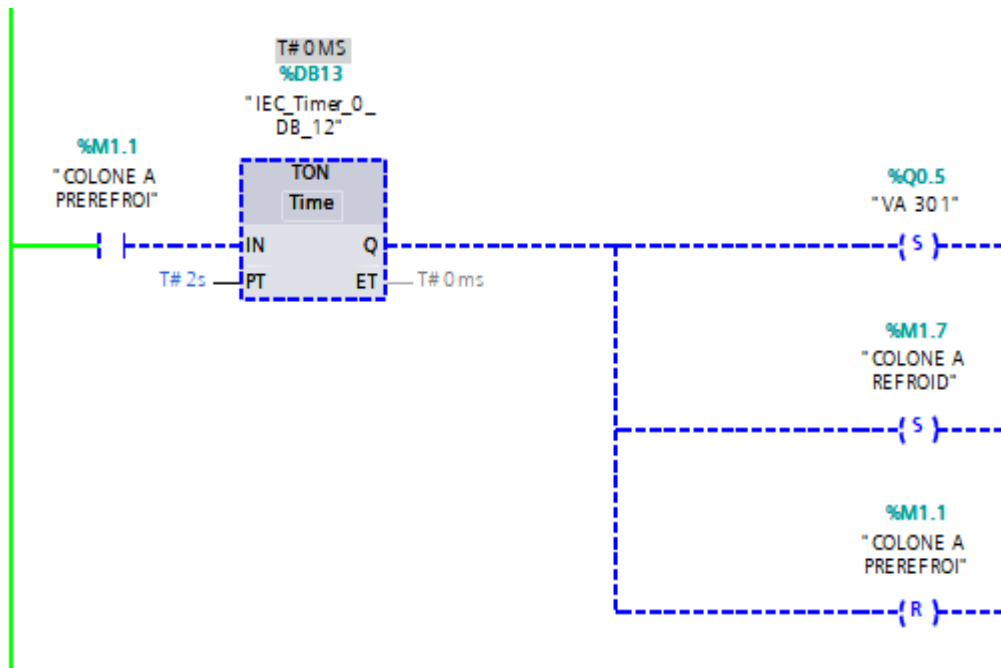 T#0MS
%DB13
"IEC_Timer_0_
DB_12"
%M1.1
"COLONE A
PREREFROI"
TON
Time
IN
Q
T#2s
PT
ET
T#0ms
%Q0.5
"VA 301"
S
%M1.7
"COLONE A
REFROID"
S
%M1.1
"COLONE A
PREREFROI"
R